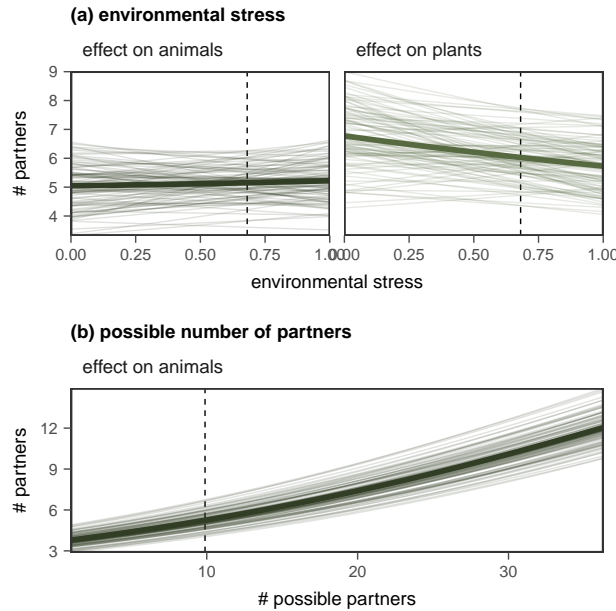 (a) environmental stress
effect on animals
effect on plants
# partners
9
8
7
6
5
4
0.00 0.25 0.50 0.75 1.00
0.00 0.25 0.50 0.75 1.00
environmental stress
(b) possible number of partners
effect on animals
# partners
12
9
6
3
10 20 30
# possible partners